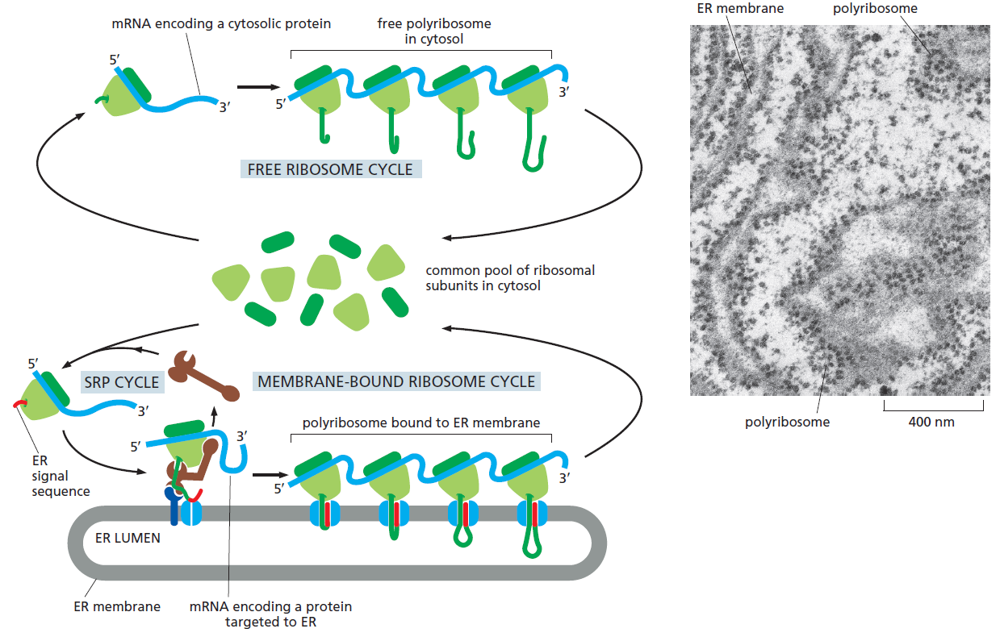 mRNA encoding a cytosolic protein
free polyribosome
in cytosol
5′
3′
5′
3′
FREE RIBOSOME CYCLE
common pool of ribosomal
subunits in cytosol
5′
SRP CYCLE
MEMBRANE-BOUND RIBOSOME CYCLE
3′
ER
signal
sequence
5′
3′
polyribosome bound to ER membrane
5′
3′
ER LUMEN
ER membrane
mRNA encoding a protein
targeted to ER
ER membrane
polyribosome
polyribosome
400 nm